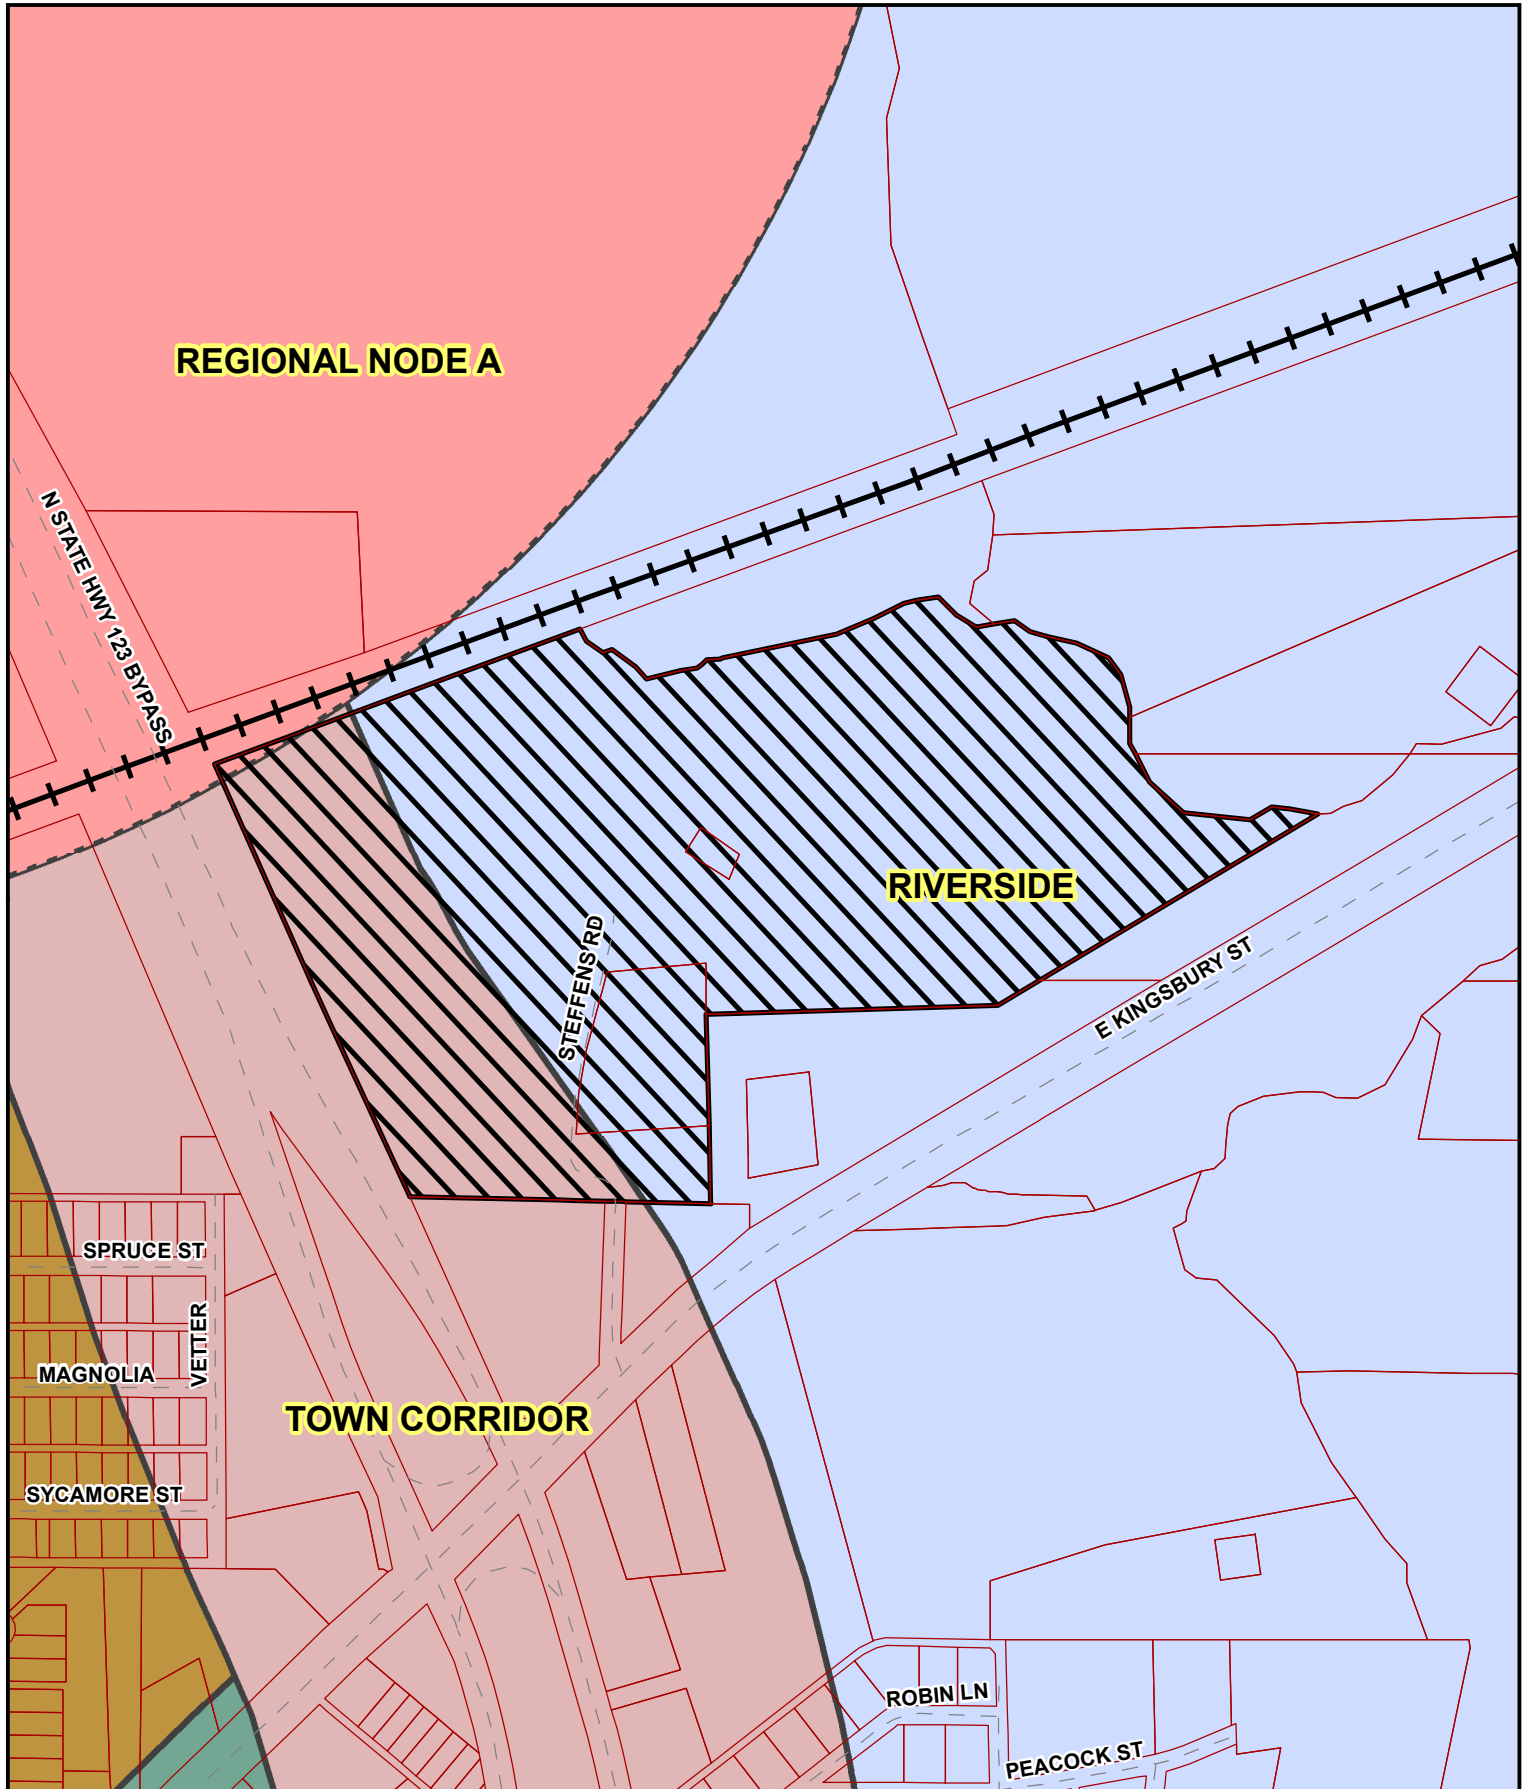 REGIONAL NODE A
N STATE HWY 123 BYPASS
RIVERSIDE
STEFFENS RD
E KINGSBURY ST
SPRUCE ST
VETTER
MAGNOLIA
TOWN CORRIDOR
SYCAMORE ST
ROBIN LN
PEACOCK ST